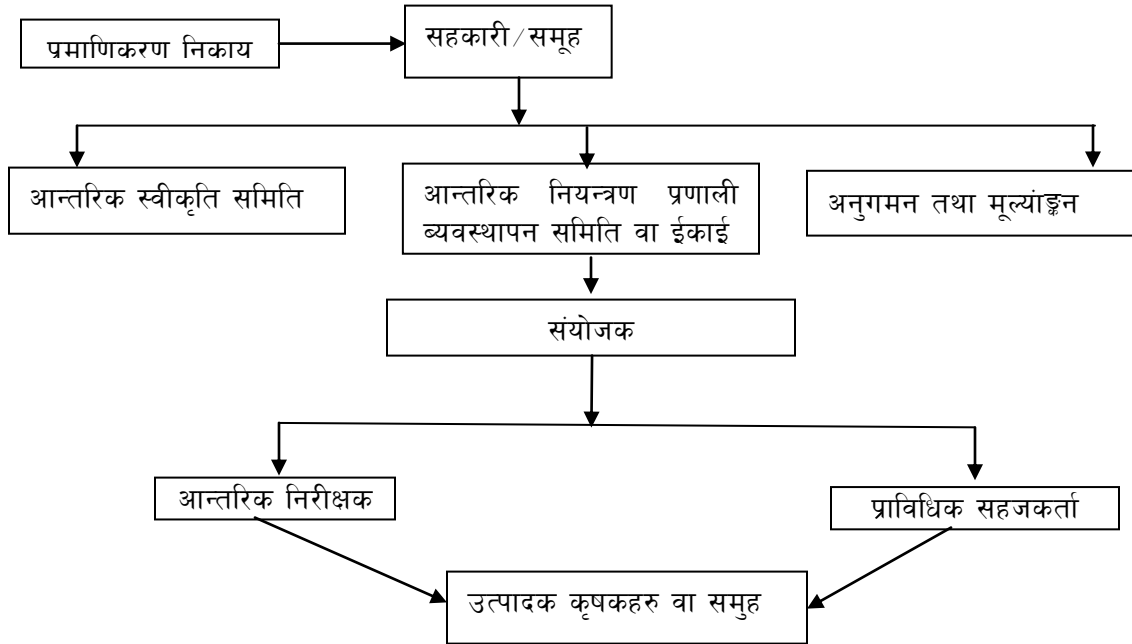 प्रमाणिकरण निकाय
सहकारी/समूह
आन्तरिक स्वीकृति समिति
आन्तरिक नियन्त्रण प्रणाली
ब्यवस्थापन समिति वा ईकाई
अनुगमन तथा मूल्यांङ्कन
संयोजक
आन्तरिक निरीक्षक
प्राविधिक सहजकर्ता
उत्पादक कृषकहरु वा समुह